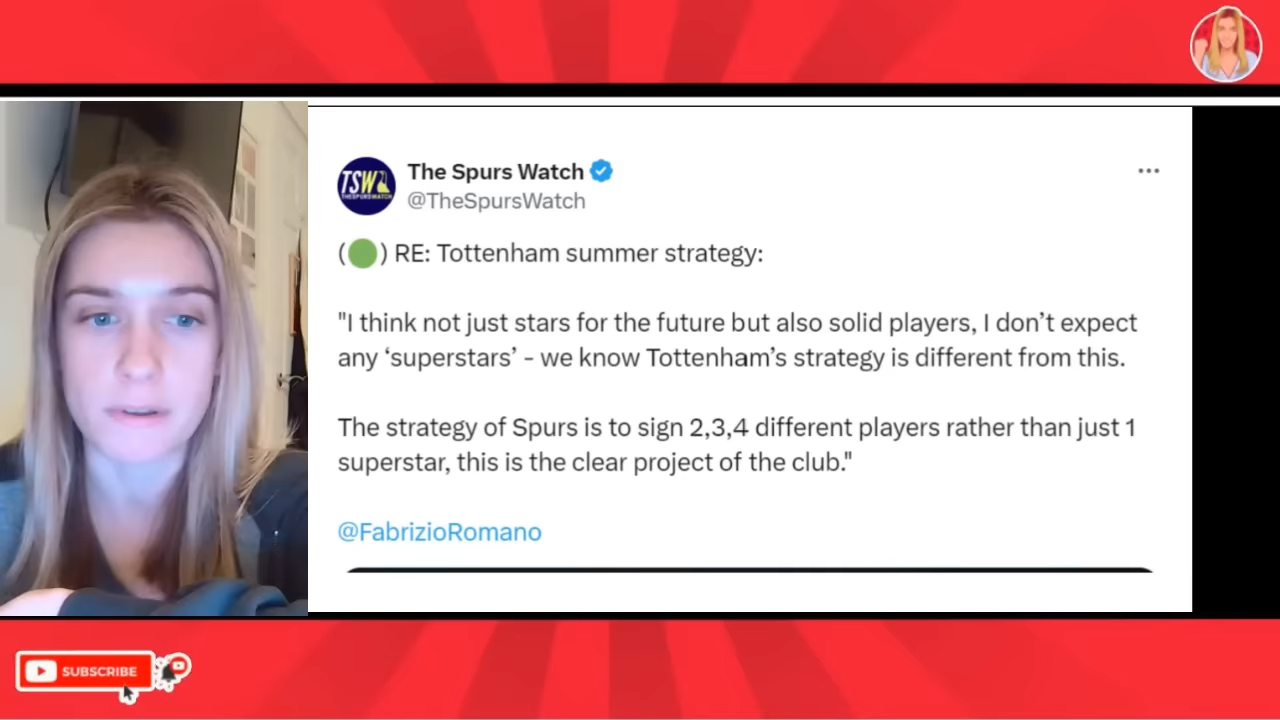 TSW
THESPURSWATCH
The Spurs Watch
@TheSpursWatch
(🟢) RE: Tottenham summer strategy:
"I think not just stars for the future but also solid players, I don’t expect
any ‘superstars’ - we know Tottenham’s strategy is different from this.
The strategy of Spurs is to sign 2,3,4 different players rather than just 1
superstar, this is the clear project of the club."
@FabrizioRomano
SUBSCRIBE